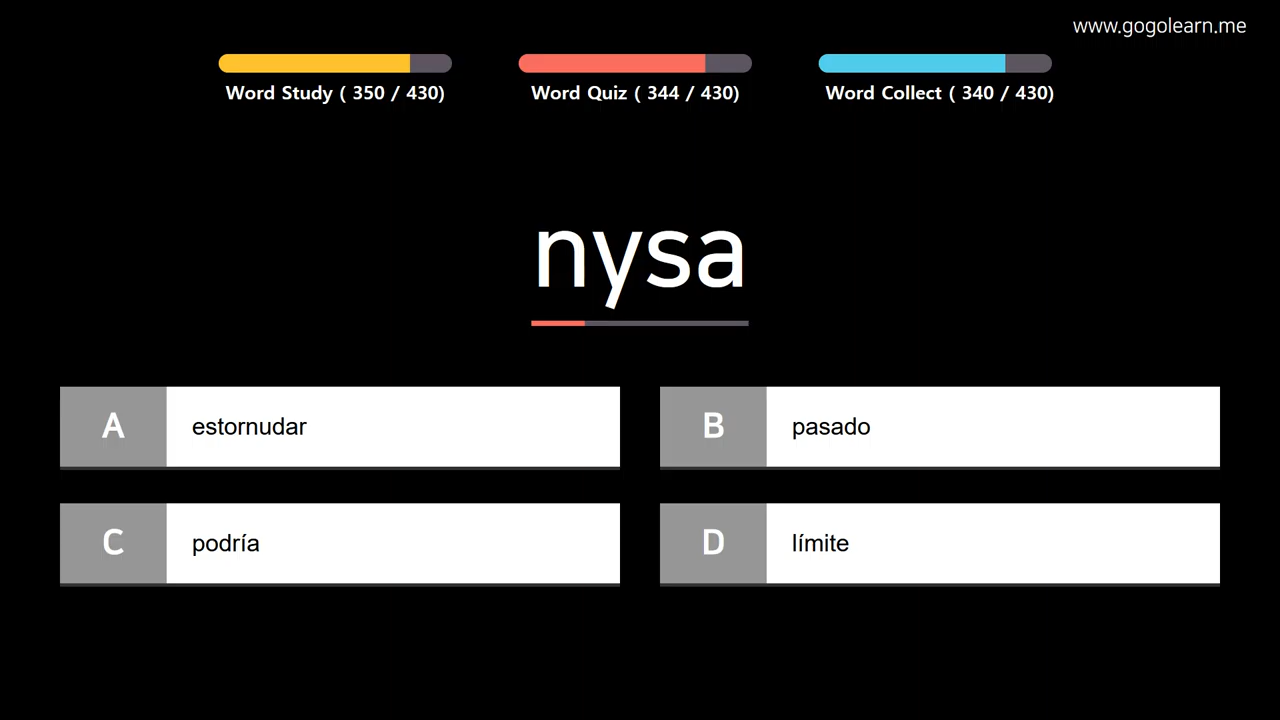 www.gogolearn.me
Word Study ( 350 / 430)
Word Quiz ( 344 / 430)
Word Collect ( 340 / 430)
nysa
A estornudar
B pasado
C podría
D límite